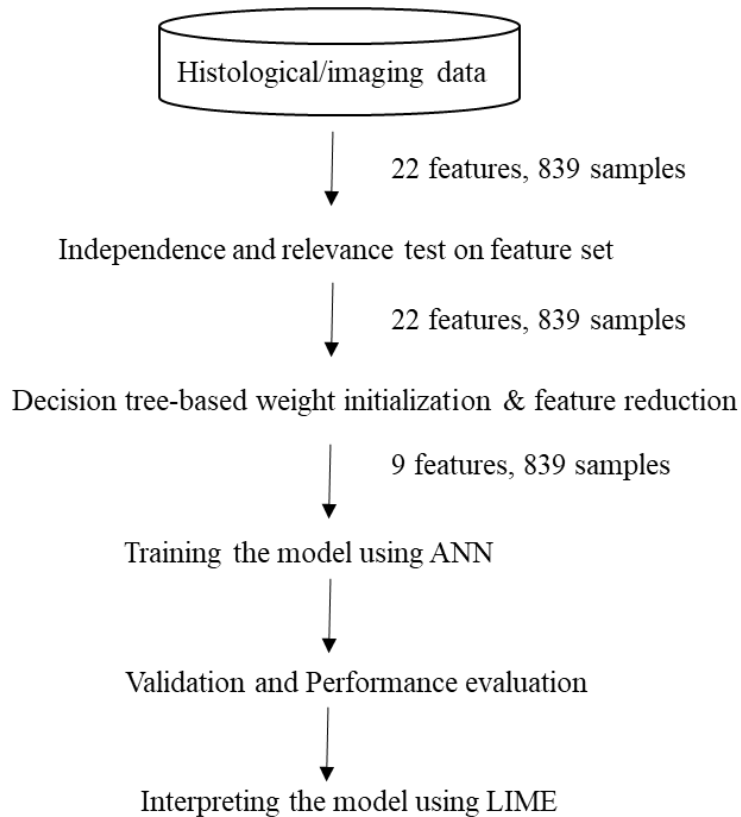 Histological/imaging data
22 features, 839 samples
Independence and relevance test on feature set
22 features, 839 samples
Decision tree-based weight initialization & feature reduction
9 features, 839 samples
Training the model using ANN
Validation and Performance evaluation
Interpreting the model using LIME